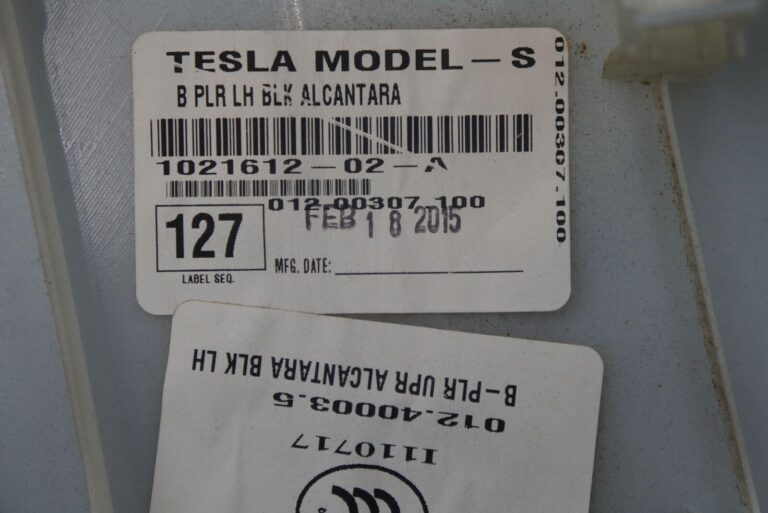 TESLA MODEL-S
B PLR LH BLK ALCANTARA
1021612-02-A
012.00307.100
FEB 18 2015
127
LABEL SEQ.
MFG. DATE:
012.00307.100
B-PLR UPR ALCANTARA BLK LH
012.40003.5
I110717